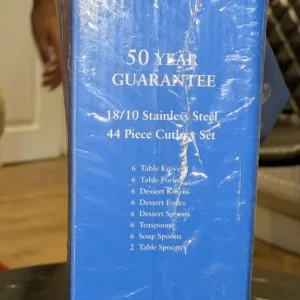 50 YEAR
GUARANTEE
18/10 Stainless Steel
44 Piece Cutlery Set
6 Table Knives
6 Table Forks
6 Dessert Knives
6 Dessert Forks
6 Dessert Spoons
6 Teaspoons
6 Soup Spoons
2 Table Spoons